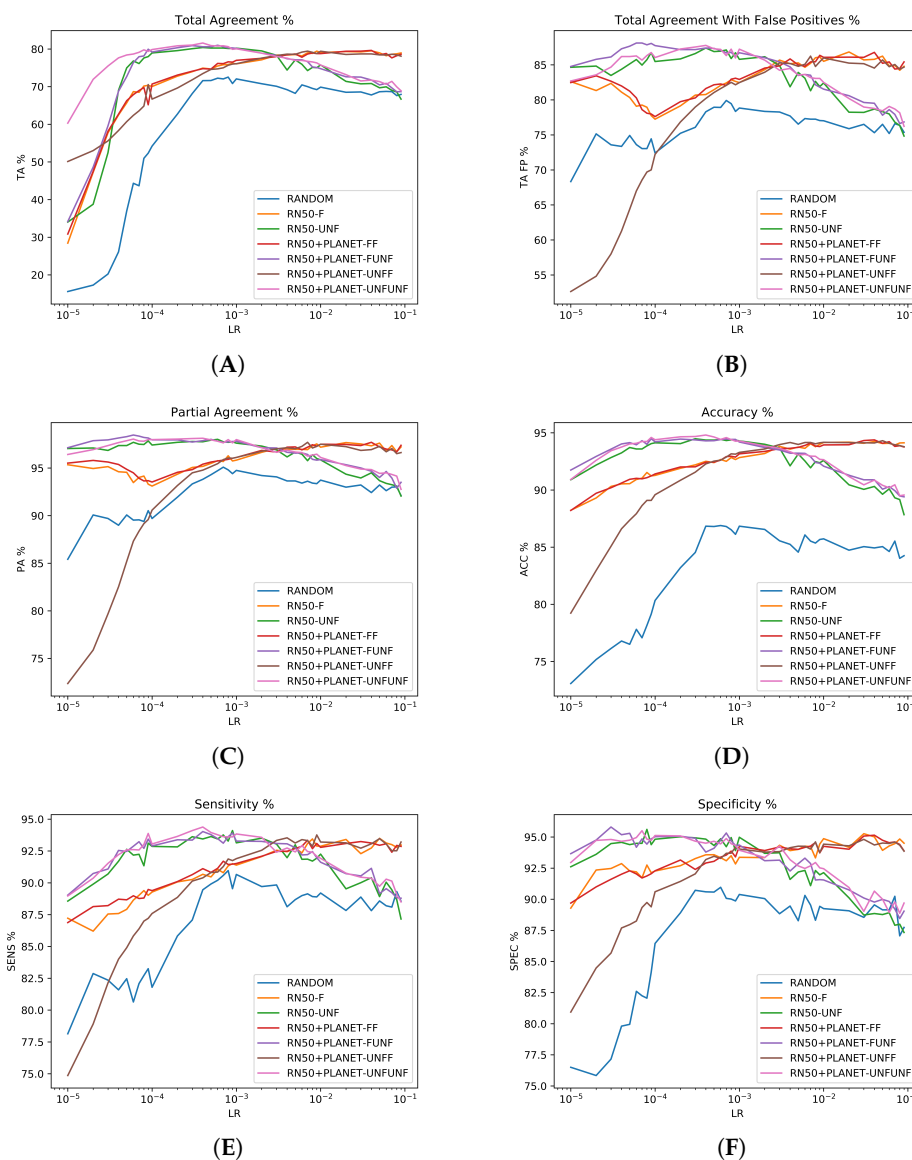 Total Agreement %
TA %
80
70
60
50
40
30
20
10⁻⁵ 10⁻⁴ 10⁻³ 10⁻² 10⁻¹
LR
RANDOM
RN50-F
RN50-UNF
RN50+PLANET-FF
RN50+PLANET-FUNF
RN50+PLANET-UNFF
RN50+PLANET-UNFUNF
(A)
Total Agreement With False Positives %
TA FP %
85
80
75
70
65
60
55
10⁻⁵ 10⁻⁴ 10⁻³ 10⁻² 10⁻¹
LR
RANDOM
RN50-F
RN50-UNF
RN50+PLANET-FF
RN50+PLANET-FUNF
RN50+PLANET-UNFF
RN50+PLANET-UNFUNF
(B)
Partial Agreement %
PA %
95
90
85
80
75
10⁻⁵ 10⁻⁴ 10⁻³ 10⁻² 10⁻¹
LR
RANDOM
RN50-F
RN50-UNF
RN50+PLANET-FF
RN50+PLANET-FUNF
RN50+PLANET-UNFF
RN50+PLANET-UNFUNF
(C)
Accuracy %
ACC %
95
90
85
80
75
10⁻⁵ 10⁻⁴ 10⁻³ 10⁻² 10⁻¹
LR
RANDOM
RN50-F
RN50-UNF
RN50+PLANET-FF
RN50+PLANET-FUNF
RN50+PLANET-UNFF
RN50+PLANET-UNFUNF
(D)
Sensitivity %
SENS %
95.0
92.5
90.0
87.5
85.0
82.5
80.0
77.5
75.0
10⁻⁵ 10⁻⁴ 10⁻³ 10⁻² 10⁻¹
LR
RANDOM
RN50-F
RN50-UNF
RN50+PLANET-FF
RN50+PLANET-FUNF
RN50+PLANET-UNFF
RN50+PLANET-UNFUNF
(E)
Specificity %
SPEC %
95.0
92.5
90.0
87.5
85.0
82.5
80.0
77.5
75.0
10⁻⁵ 10⁻⁴ 10⁻³ 10⁻² 10⁻¹
LR
RANDOM
RN50-F
RN50-UNF
RN50+PLANET-FF
RN50+PLANET-FUNF
RN50+PLANET-UNFF
RN50+PLANET-UNFUNF
(F)